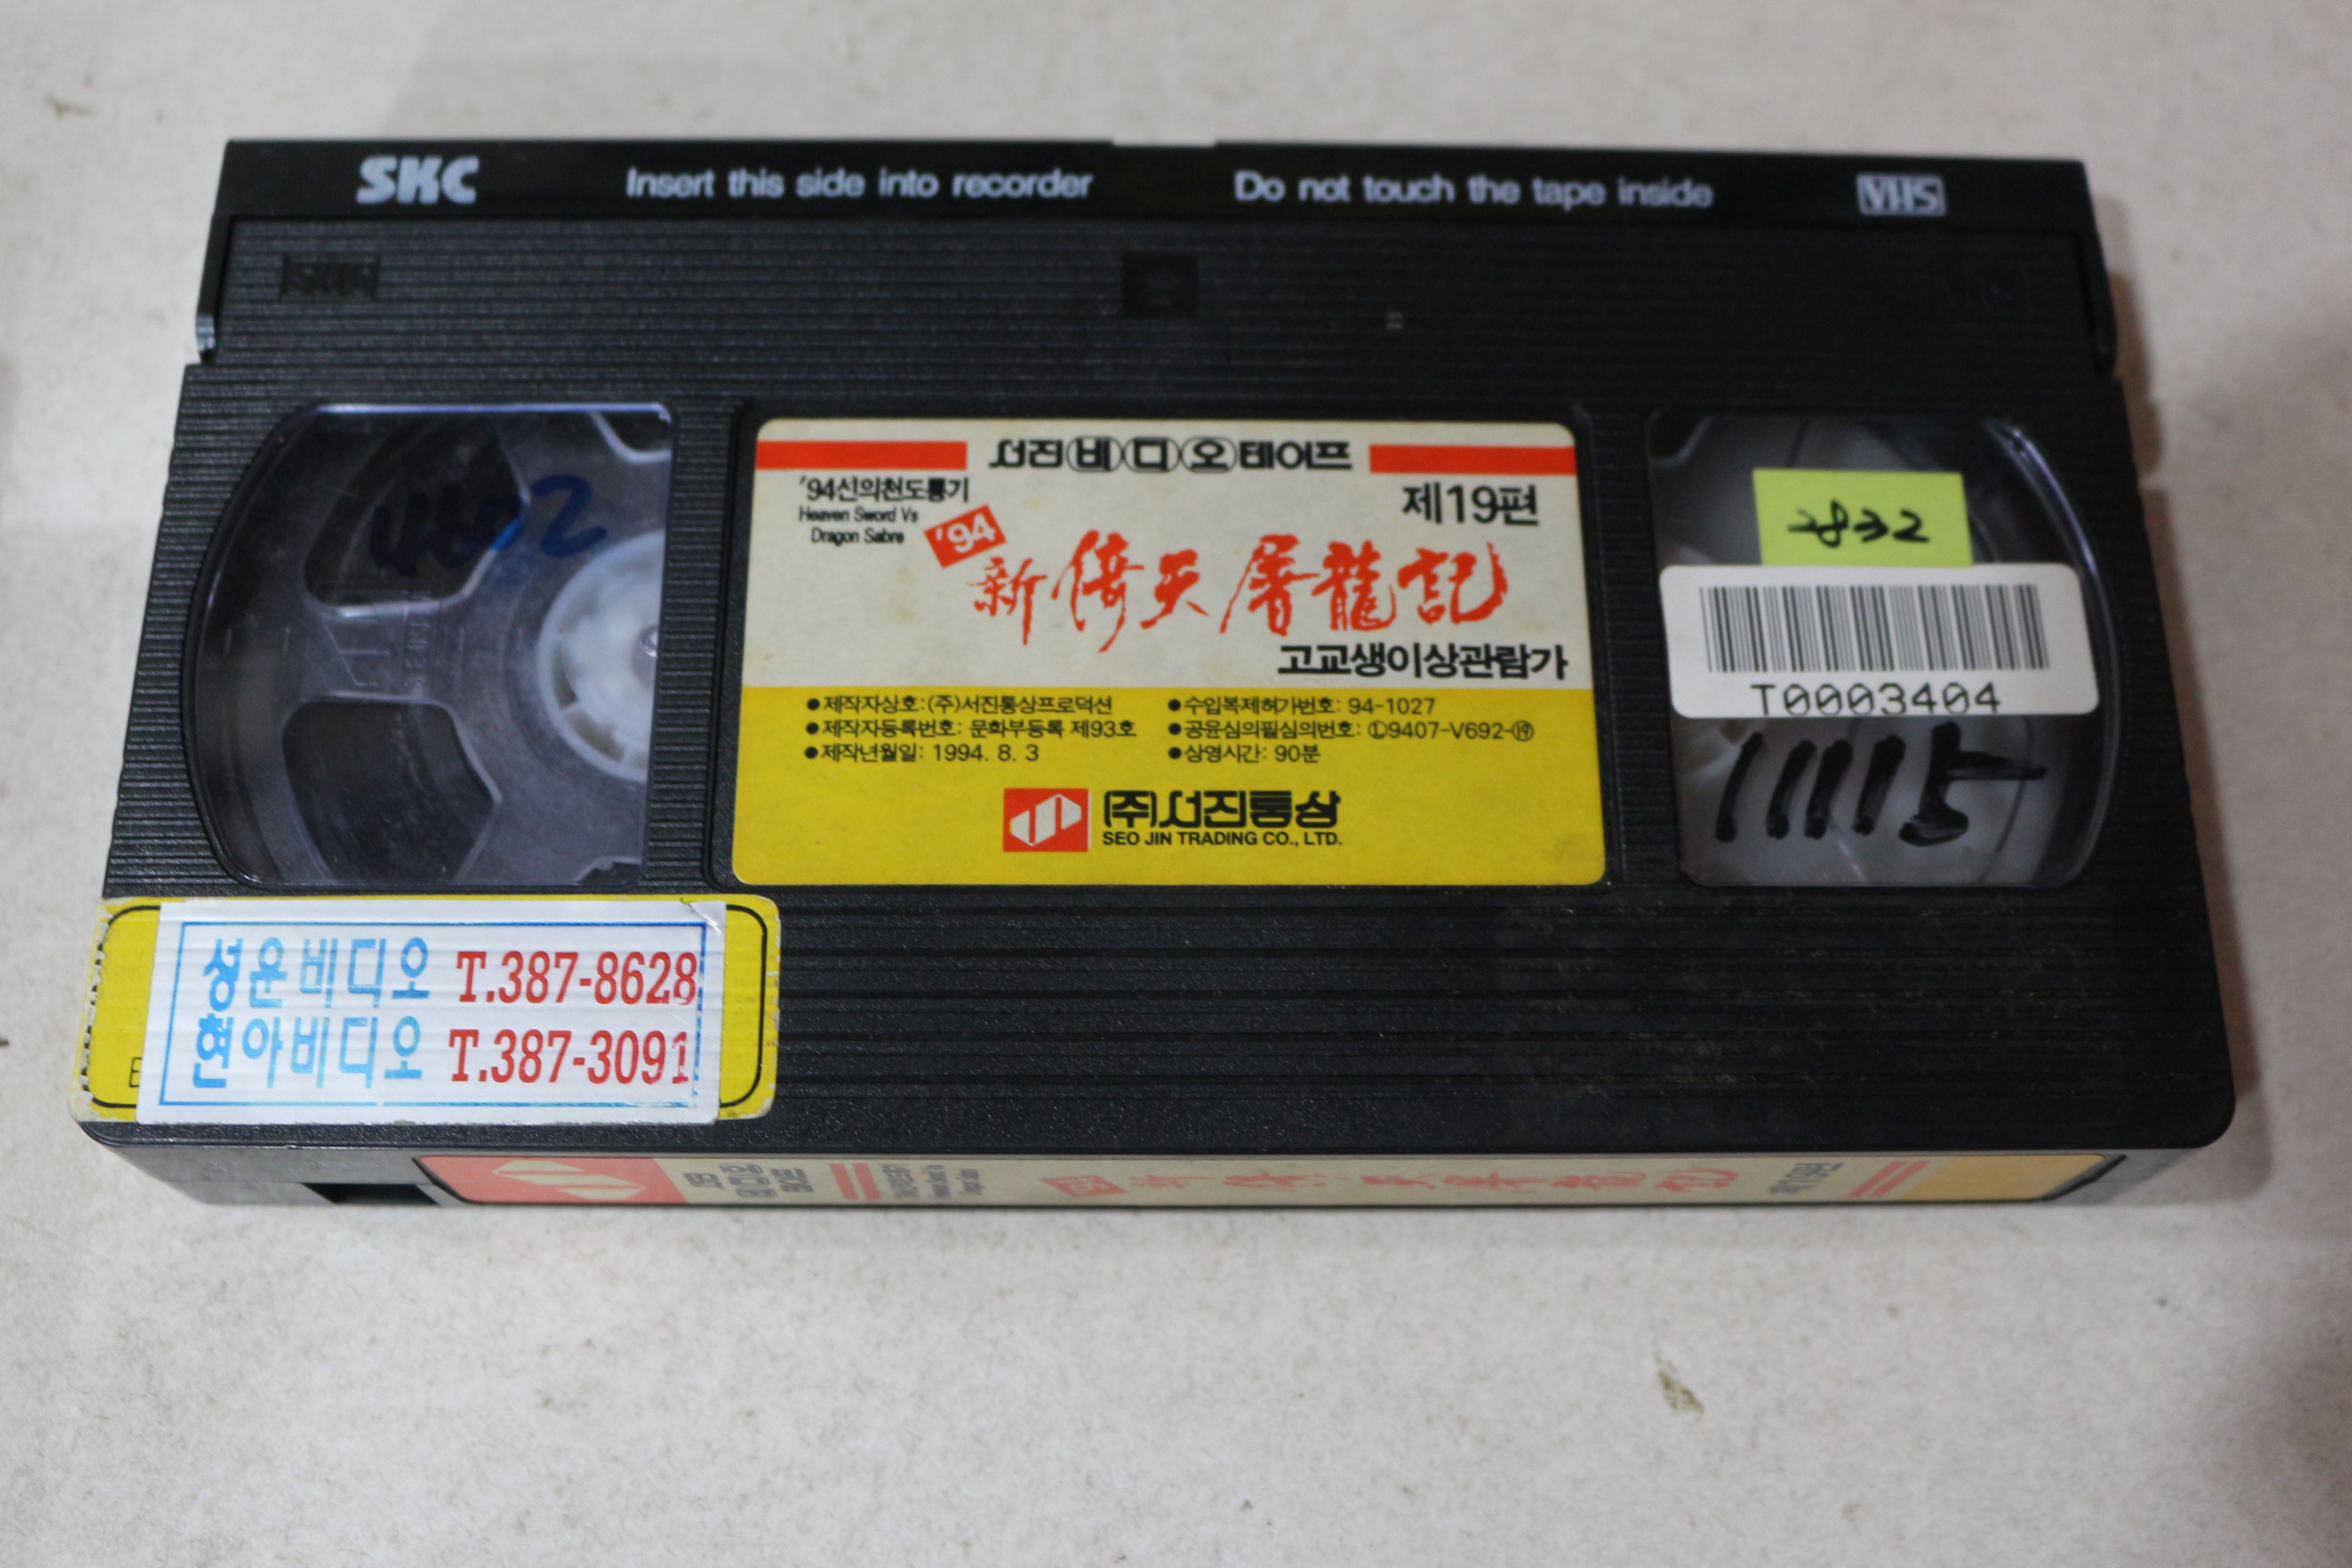 SKC Insert this side into recorder Do not touch the tape inside VHS
서진비디오테이프
'94신의천도룡기
Heaven Sword Vs
Dragon Sabre
제19편
'94
新倚天屠龍記
고교생이상관람가
●제작자상호:(주)서진통상프로덕션
●제작자등록번호: 문화부등록 제93호
●제작년월일: 1994. 8. 3
●수입복제허가번호: 94-1027
●공윤심의필심의번호: Ⓛ9407-V692-⑲
●상영시간: 90分
(주)서진통상
SEO JIN TRADING CO., LTD.
2832
T0003404
11115
성운비디오 T.387-8628
현아비디오 T.387-3091